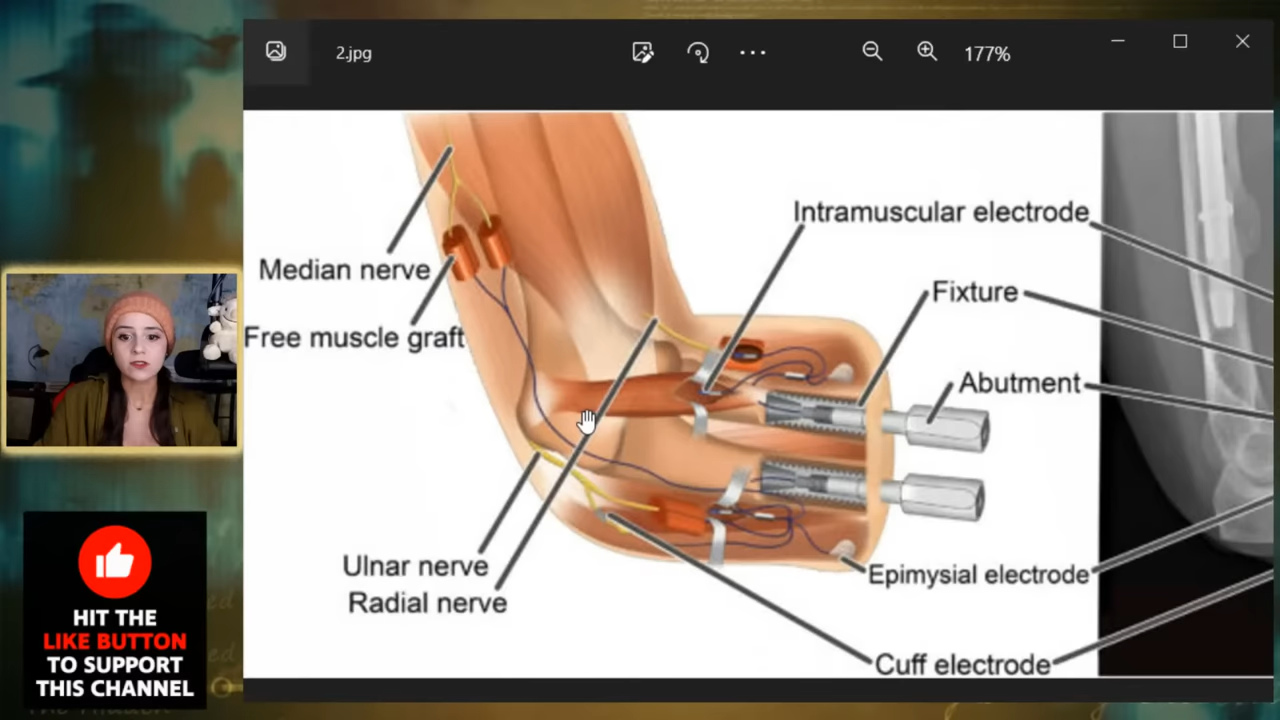 2.jpg
177%
Intramuscular electrode
Median nerve
Fixture
Free muscle graft
Abutment
Ulnar nerve
Epimysial electrode
Radial nerve
Cuff electrode
HIT THE
LIKE BUTTON
TO SUPPORT
THIS CHANNEL